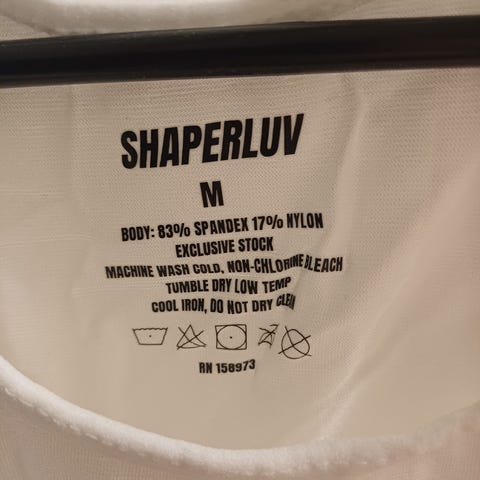 SHAPERLUV
M
BODY: 83% SPANDEX 17% NYLON
EXCLUSIVE STOCK
MACHINE WASH COLD, NON-CHLORINE BLEACH
TUMBLE DRY LOW TEMP
COOL IRON, DO NOT DRY CLEAN
RN 158973